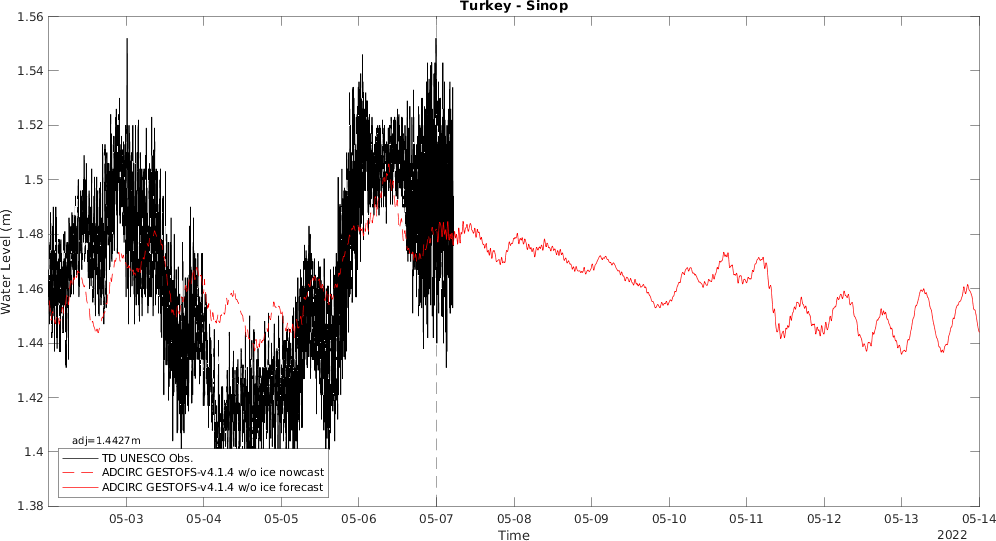 Turkey - Sinop
1.56
1.54
1.52
1.5
1.48
1.46
1.44
1.42
1.4
1.38
Water Level (m)
adj=1.4427m
TD UNESCO Obs.
ADCIRC GESTOFS-v4.1.4 w/o ice nowcast
ADCIRC GESTOFS-v4.1.4 w/o ice forecast
05-03 05-04 05-05 05-06 05-07 05-08 05-09 05-10 05-11 05-12 05-13 05-14
Time
2022